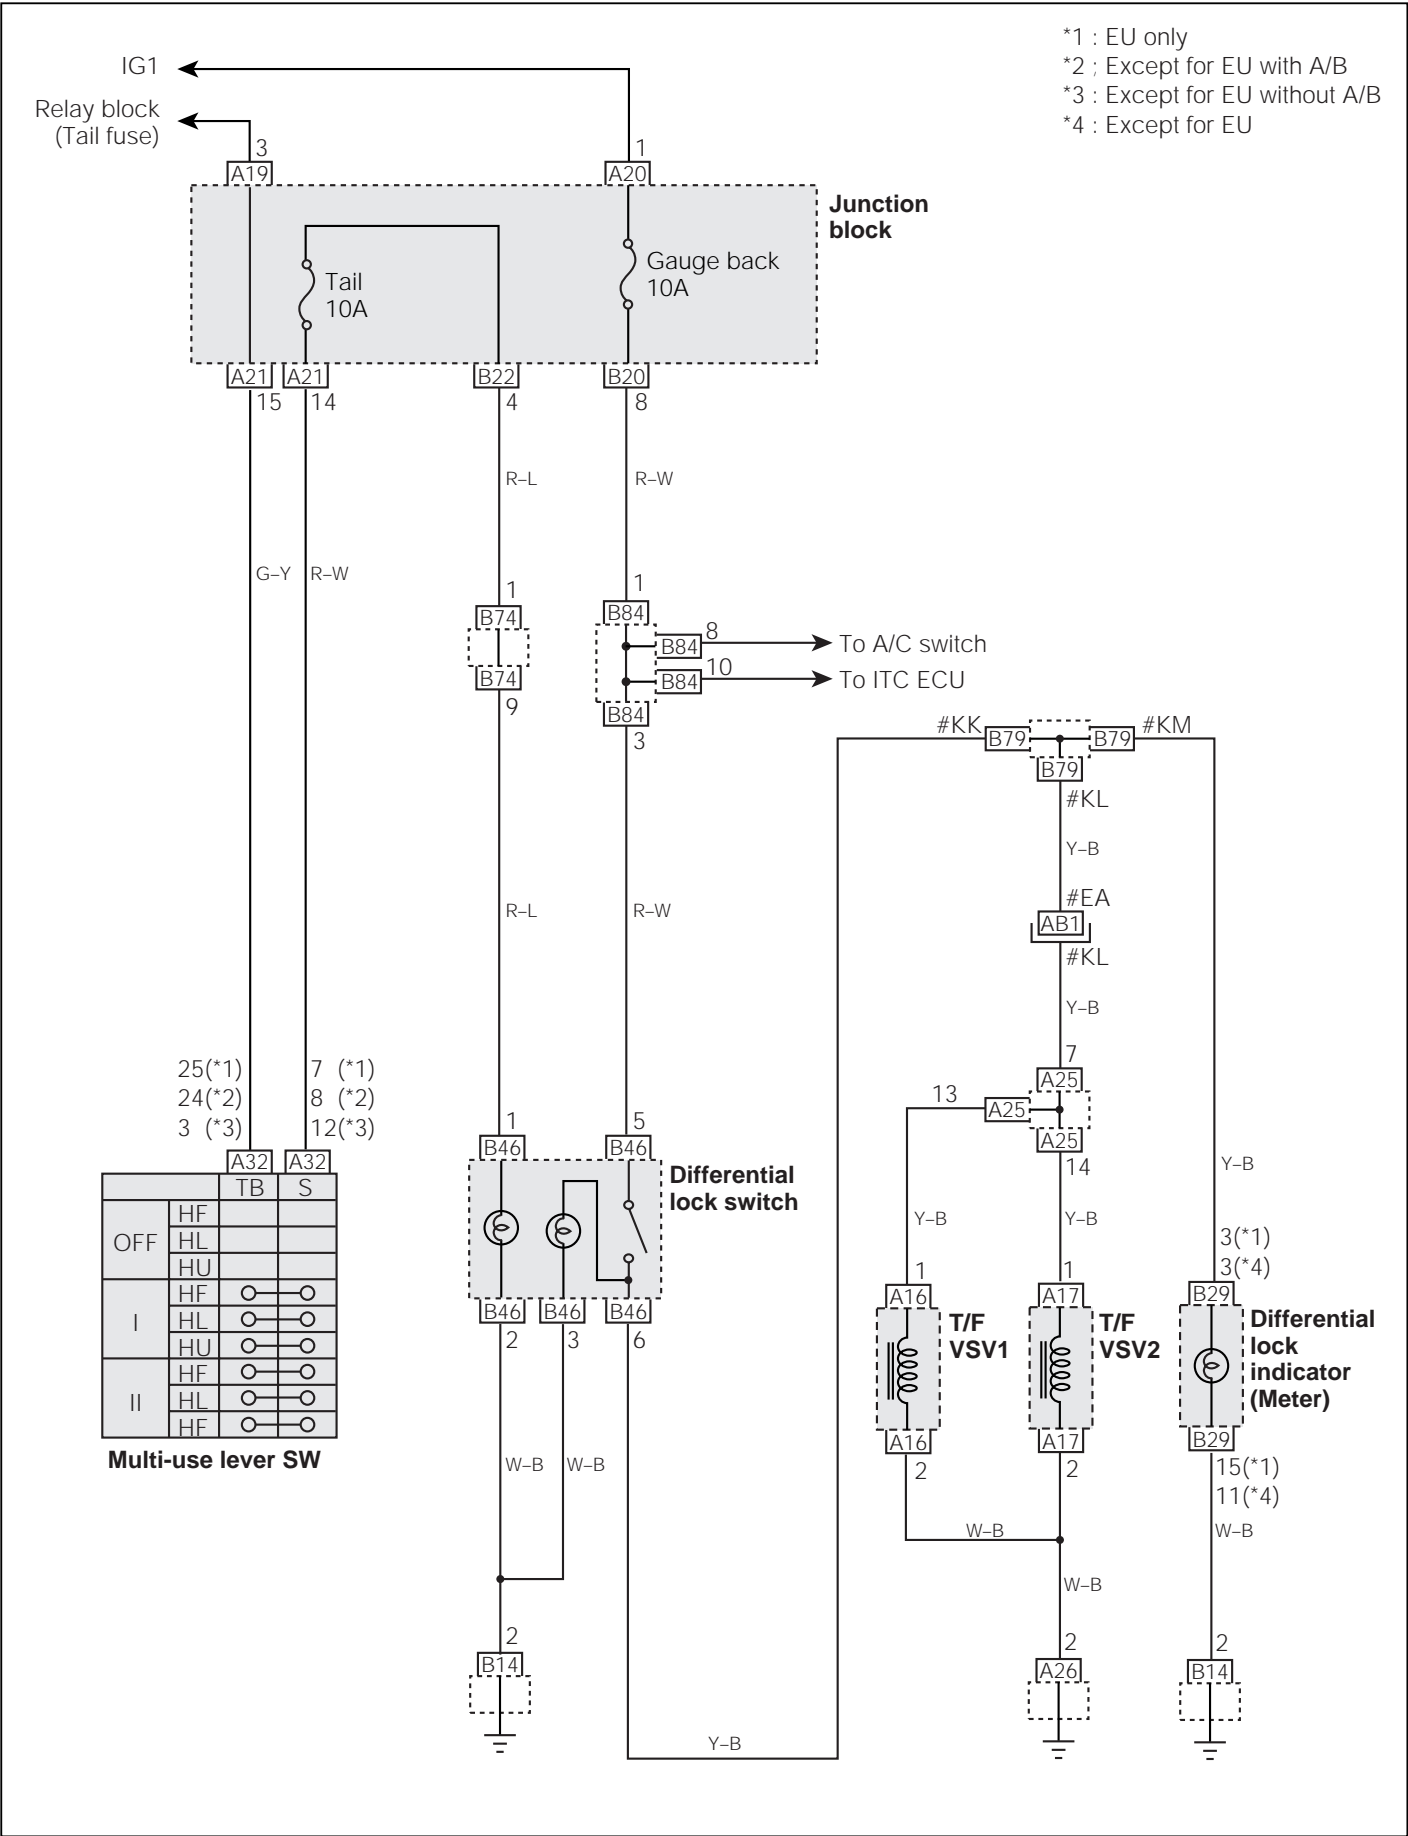 *1 : EU only
*2 ; Except for EU with A/B
*3 : Except for EU without A/B
*4 : Except for EU
IG1
Relay block
(Tail fuse)
3
1
A19
A20
Junction
block
Tail
10A
Gauge back
10A
A21
A21
B22
B20
15
14
4
8
R–L
R–W
G–Y
R–W
1
1
B74
B84
8
B84
To A/C switch
B74
10
B84
To ITC ECU
9
B84
3
#KK
B79
B79
#KM
B79
#KL
Y–B
#EA
AB1
#KL
R–L
R–W
Y–B
25(*1)
24(*2)
3 (*3)
7 (*1)
8 (*2)
12(*3)
7
A25
13
A25
A25
14
1
5
B46
B46
Differential
lock switch
A32
A32
TB
S
OFF
HF
HL
HU
I
HF
HL
HU
II
HF
HL
HF
Multi-use lever SW
B46
B46
B46
2
3
6
Y–B
Y–B
Y–B
1
1
3(*1)
3(*4)
A16
A17
B29
T/F
VSV1
T/F
VSV2
Differential
lock
indicator
(Meter)
A16
A17
B29
2
2
15(*1)
11(*4)
W–B
W–B
W–B
W–B
W–B
2
2
2
B14
A26
B14
Y–B